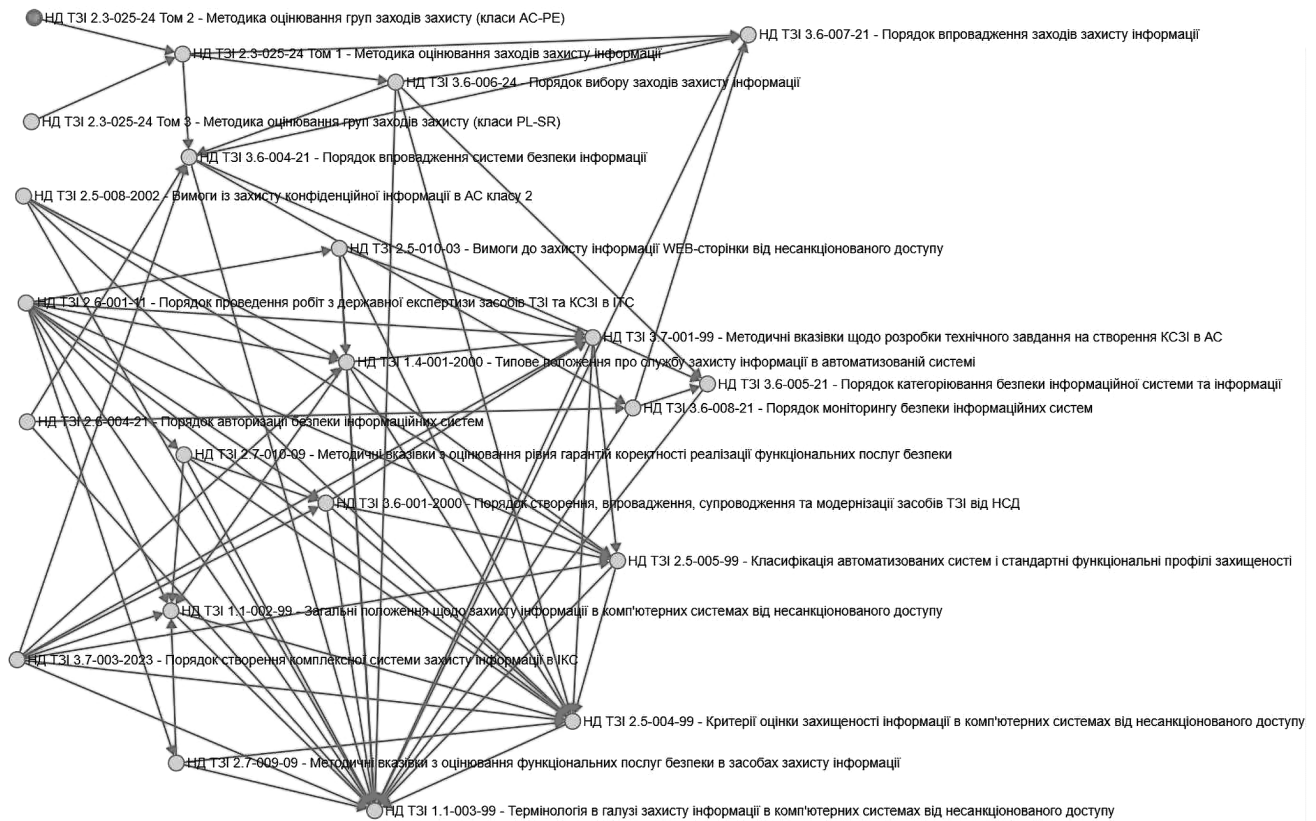 НД ТЗІ 2.3-025-24 Том 2 - Методика оцінювання груп заходів захисту (класи AC-PE)
НД ТЗІ 3.6-007-21 - Порядок впровадження заходів захисту інформації
НД ТЗІ 2.3-025-24 Том 1 - Методика оцінювання заходів захисту інформації
НД ТЗІ 3.6-006-24 - Порядок вибору заходів захисту інформації
НД ТЗІ 2.3-025-24 Том 3 - Методика оцінювання груп заходів захисту (класи PL-SR)
НД ТЗІ 3.6-004-21 - Порядок впровадження системи безпеки інформації
НД ТЗІ 2.5-008-2002 - Вимоги із захисту конфіденційної інформації в АС класу 2
НД ТЗІ 2.5-010-03 - Вимоги до захисту інформації WEB-сторінки від несанкціонованого доступу
НД ТЗІ 2.6-001-11 - Порядок проведення робіт з державної експертизи засобів ТЗІ та КСЗІ в ІТС
НД ТЗІ 3.7-001-99 - Методичні вказівки щодо розробки технічного завдання на створення КСЗІ в АС
НД ТЗІ 1.4-001-2000 - Типове положення про службу захисту інформації в автоматизованій системі
НД ТЗІ 3.6-005-21 - Порядок категоріювання безпеки інформаційної системи та інформації
НД ТЗІ 3.6-008-21 - Порядок моніторингу безпеки інформаційних систем
НД ТЗІ 2.6-004-21 - Порядок авторизації безпеки інформаційних систем
НД ТЗІ 2.7-010-09 - Методичні вказівки з оцінювання рівня гарантій коректності реалізації функціональних послуг безпеки
НД ТЗІ 3.6-001-2000 - Порядок створення, впровадження, супроводження та модернізації засобів ТЗІ від НСД
НД ТЗІ 2.5-005-99 - Класифікація автоматизованих систем і стандартні функціональні профілі захищеності
НД ТЗІ 1.1-002-99 - Загальні положення щодо захисту інформації в комп'ютерних системах від несанкціонованого доступу
НД ТЗІ 3.7-003-2023 - Порядок створення комплексної системи захисту інформації в ІКС
НД ТЗІ 2.5-004-99 - Критерії оцінки захищеності інформації в комп'ютерних системах від несанкціонованого доступу
НД ТЗІ 2.7-009-09 - Методичні вказівки з оцінювання функціональних послуг безпеки в засобах захисту інформації
НД ТЗІ 1.1-003-99 - Термінологія в галузі захисту інформації в комп'ютерних системах від несанкціонованого доступу